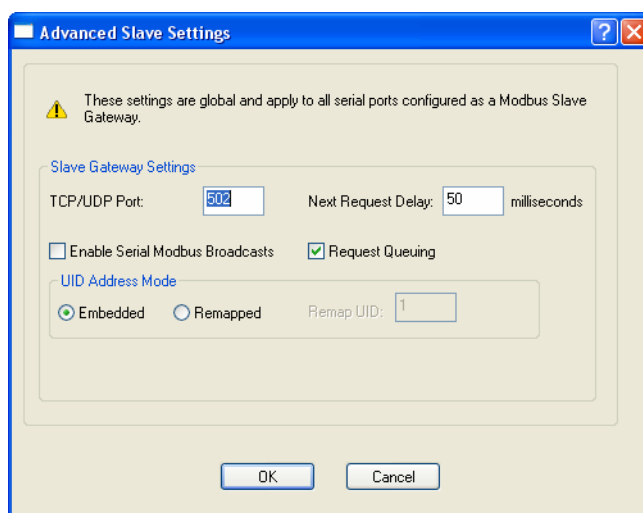 Advanced Slave Settings
These settings are global and apply to all serial ports configured as a Modbus Slave
Gateway.
Slave Gateway Settings
TCP/UDP Port: 502 Next Request Delay: 50 milliseconds
Enable Serial Modbus Broadcasts Request Queuing
UID Address Mode
Embedded Remapped Remap UID: 1
OK Cancel